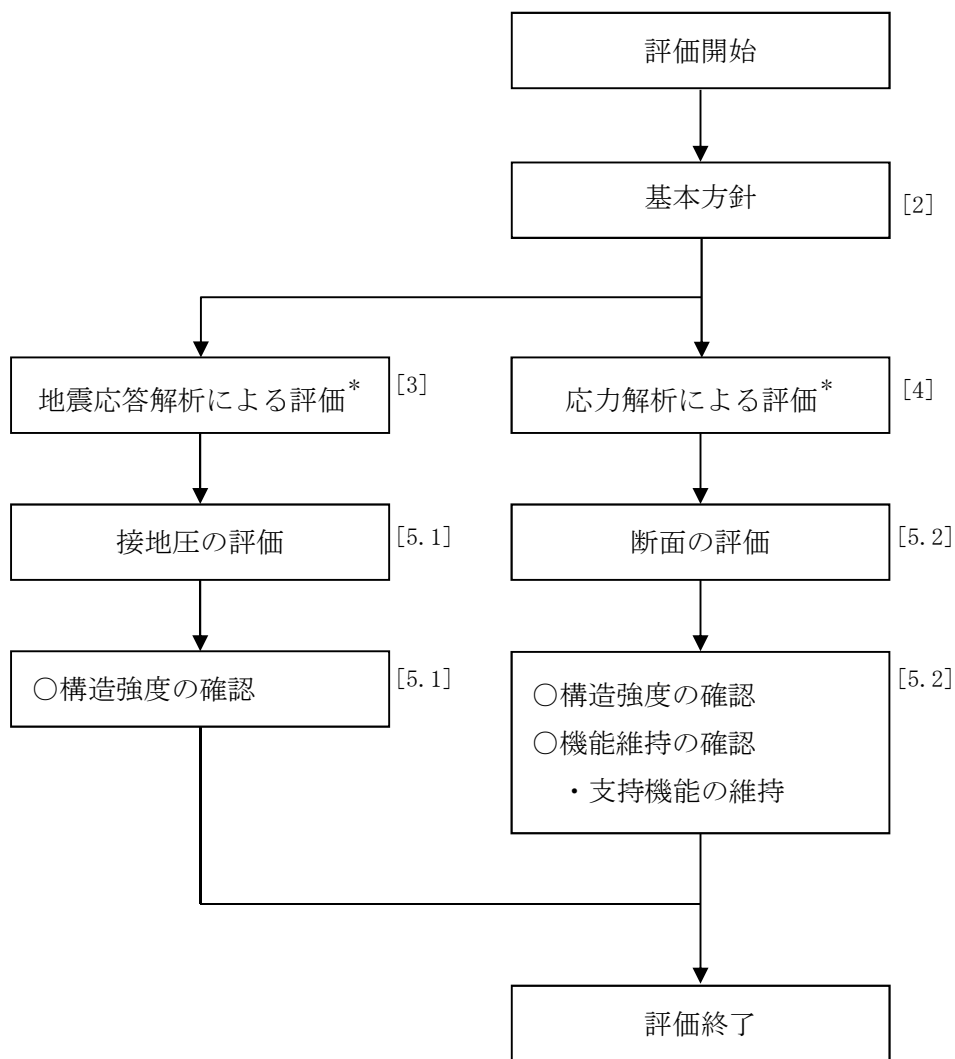 評価開始
基本方針
[2]
地震応答解析による評価*
[3]
応力解析による評価*
[4]
接地圧の評価
[5.1]
断面の評価
[5.2]
○構造強度の確認
[5.1]
○構造強度の確認
○機能維持の確認
・支持機能の維持
[5.2]
評価終了